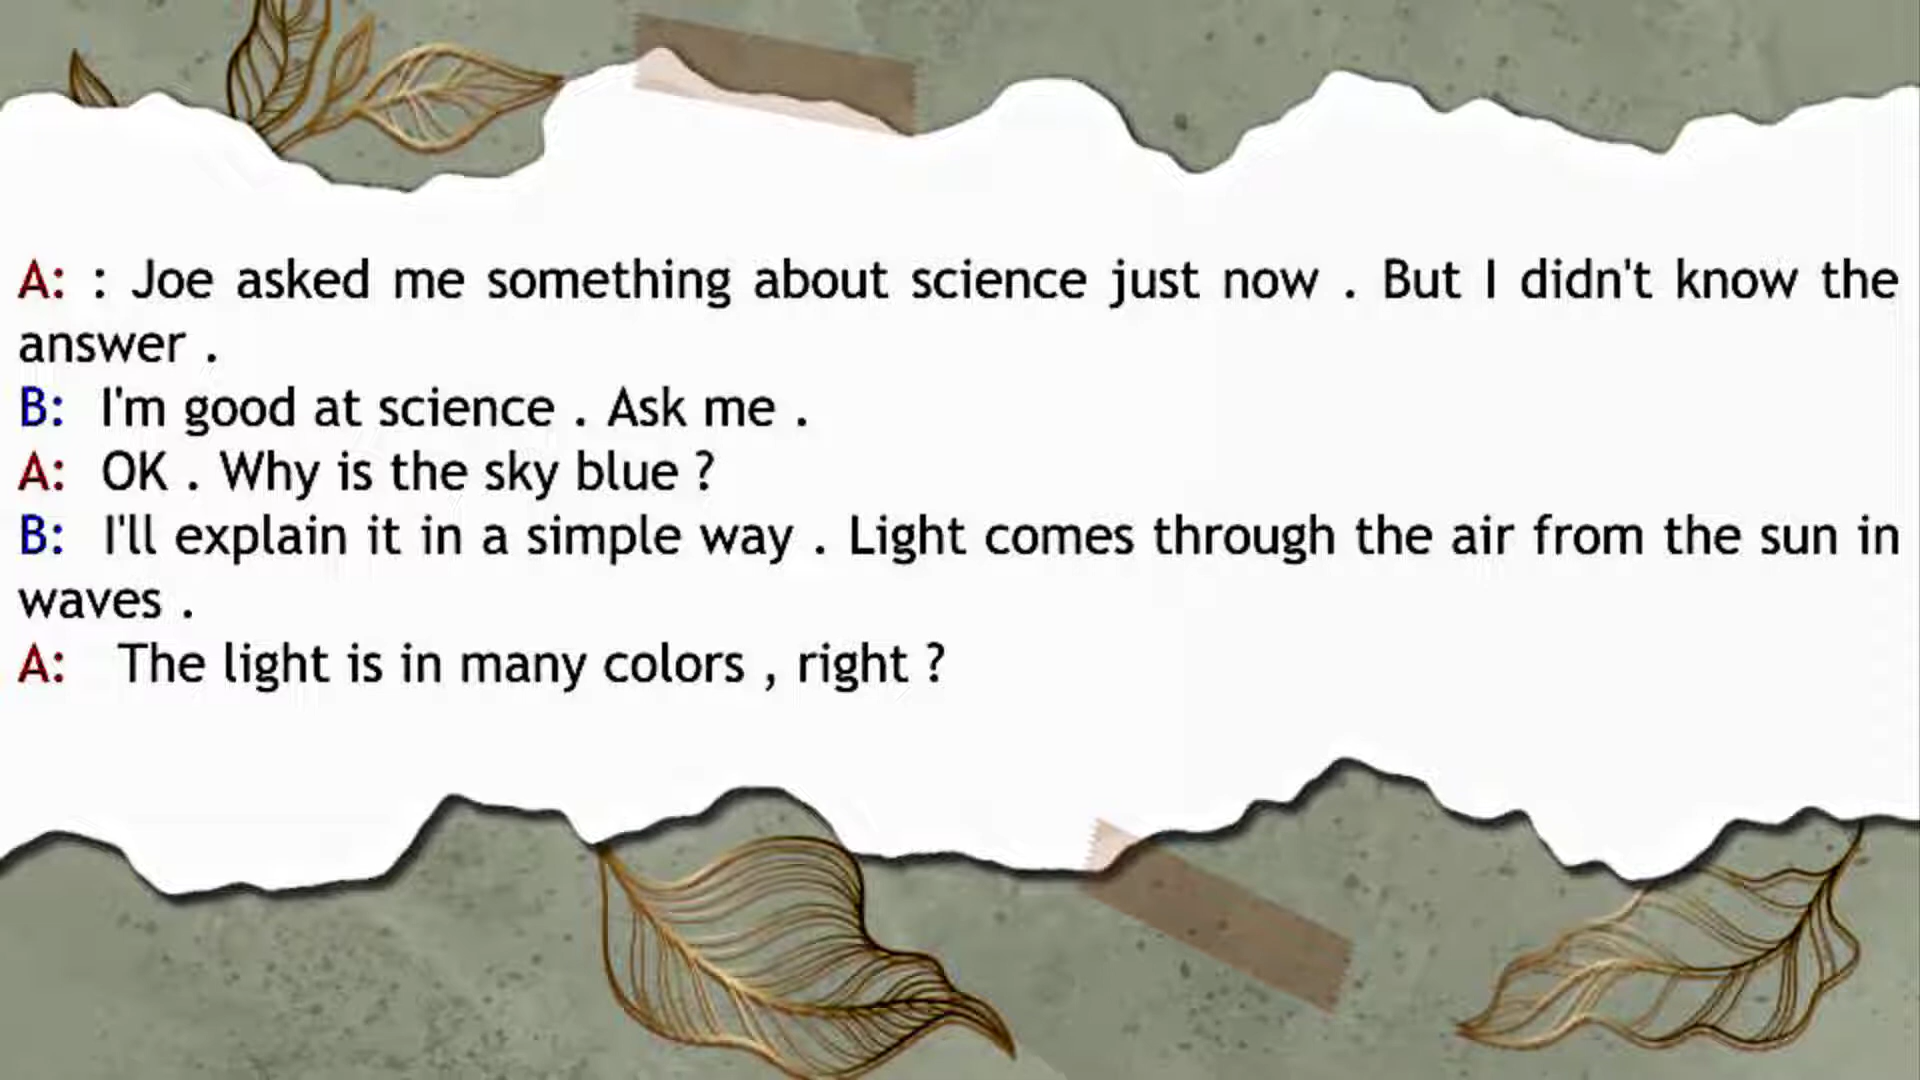 A: : Joe asked me something about science just now . But I didn't know the
answer .
B: I'm good at science . Ask me .
A: OK . Why is the sky blue ?
B: I'll explain it in a simple way . Light comes through the air from the sun in
waves .
A: The light is in many colors , right ?